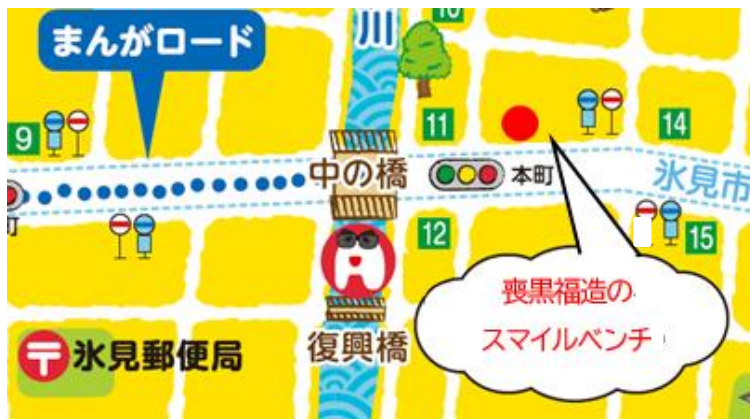 10
まんがロード
川
9
11
14
中の橋
本町
氷見市
町
12
15
喪黒福造の
スマイルベンチ
〒氷見郵便局
復興橋